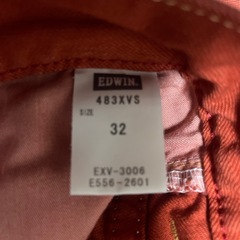 EDWIN.
483XVS
SIZE
32
EXV-3006
E556-2601